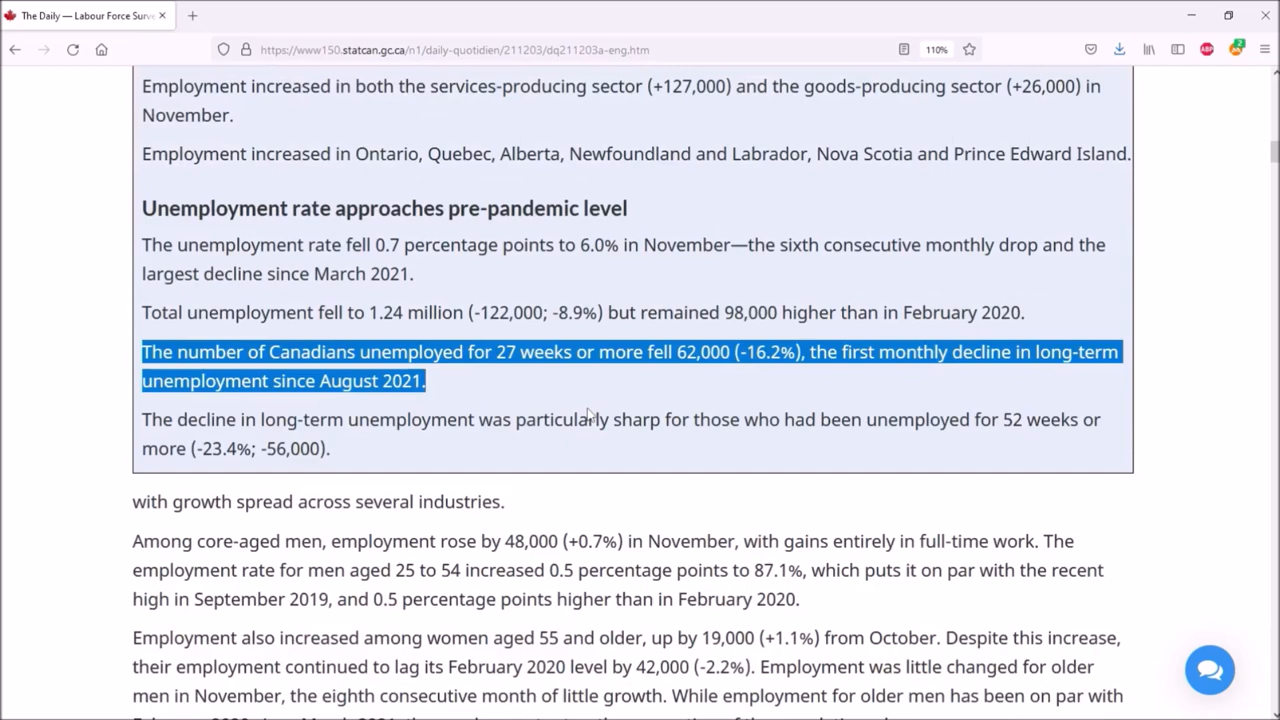 The Daily — Labour Force Surve
https://www150.statcan.gc.ca/n1/daily-quotidien/211203/dq211203a-eng.htm
110%
ABP
2
Employment increased in both the services-producing sector (+127,000) and the goods-producing sector (+26,000) in
November.
Employment increased in Ontario, Quebec, Alberta, Newfoundland and Labrador, Nova Scotia and Prince Edward Island.
Unemployment rate approaches pre-pandemic level
The unemployment rate fell 0.7 percentage points to 6.0% in November—the sixth consecutive monthly drop and the
largest decline since March 2021.
Total unemployment fell to 1.24 million (-122,000; -8.9%) but remained 98,000 higher than in February 2020.
The number of Canadians unemployed for 27 weeks or more fell 62,000 (-16.2%), the first monthly decline in long-term
unemployment since August 2021.
The decline in long-term unemployment was particularly sharp for those who had been unemployed for 52 weeks or
more (-23.4%; -56,000).
with growth spread across several industries.
Among core-aged men, employment rose by 48,000 (+0.7%) in November, with gains entirely in full-time work. The
employment rate for men aged 25 to 54 increased 0.5 percentage points to 87.1%, which puts it on par with the recent
high in September 2019, and 0.5 percentage points higher than in February 2020.
Employment also increased among women aged 55 and older, up by 19,000 (+1.1%) from October. Despite this increase,
their employment continued to lag its February 2020 level by 42,000 (-2.2%). Employment was little changed for older
men in November, the eighth consecutive month of little growth. While employment for older men has been on par with